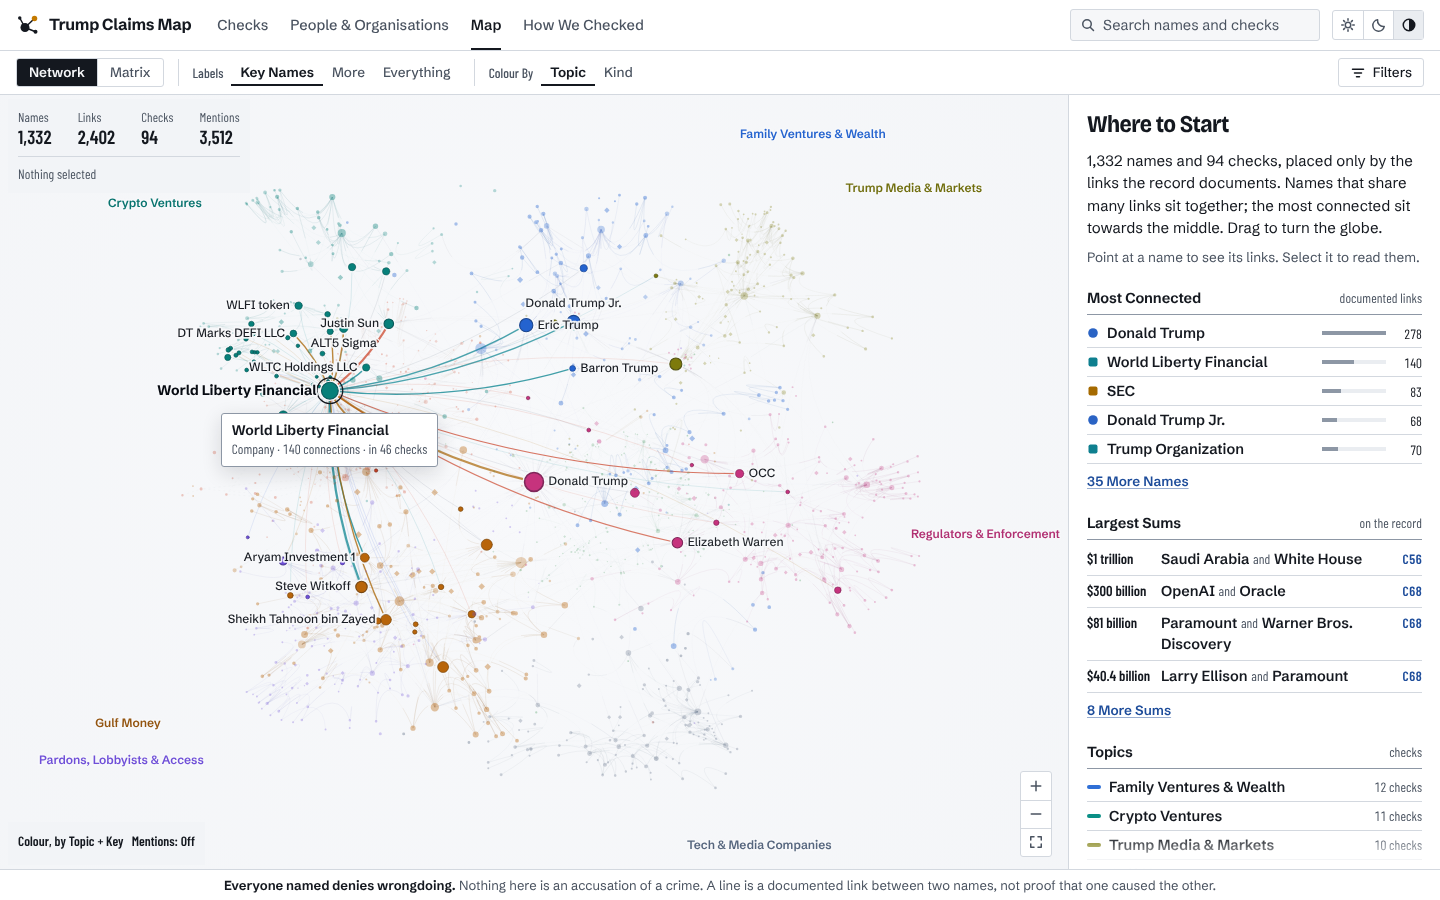 Trump Claims Map
Checks
People & Organisations
Map
How We Checked
Search names and checks
Network
Matrix
Labels
Key Names
More
Everything
Colour By
Topic
Kind
Filters
Names
Links
Checks
Mentions
1,332
2,402
94
3,512
Nothing selected
Family Ventures & Wealth
Trump Media & Markets
Crypto Ventures
WLFI token
Donald Trump Jr.
Justin Sun
Eric Trump
DT Marks DEFI LLC
ALT5 Sigma
WLTC Holdings LLC
Barron Trump
World Liberty Financial
World Liberty Financial
Company · 140 connections · in 46 checks
OCC
Donald Trump
Regulators & Enforcement
Elizabeth Warren
Aryam Investment 1
Steve Witkoff
Sheikh Tahnoon bin Zayed
Gulf Money
Pardons, Lobbyists & Access
Colour, by Topic + Key
Mentions: Off
Tech & Media Companies
Where to Start
1,332 names and 94 checks, placed only by the
links the record documents. Names that share
many links sit together; the most connected sit
towards the middle. Drag to turn the globe.
Point at a name to see its links. Select it to read them.
Most Connected
documented links
Donald Trump 278
World Liberty Financial 140
SEC 83
Donald Trump Jr. 68
Trump Organization 70
35 More Names
Largest Sums
on the record
$1 trillion Saudi Arabia and White House C56
$300 billion OpenAI and Oracle C68
$81 billion Paramount and Warner Bros. C68
Discovery
$40.4 billion Larry Ellison and Paramount C68
8 More Sums
Topics
checks
Family Ventures & Wealth 12 checks
Crypto Ventures 11 checks
Trump Media & Markets 10 checks
Everyone named denies wrongdoing. Nothing here is an accusation of a crime. A line is a documented link between two names, not proof that one caused the other.